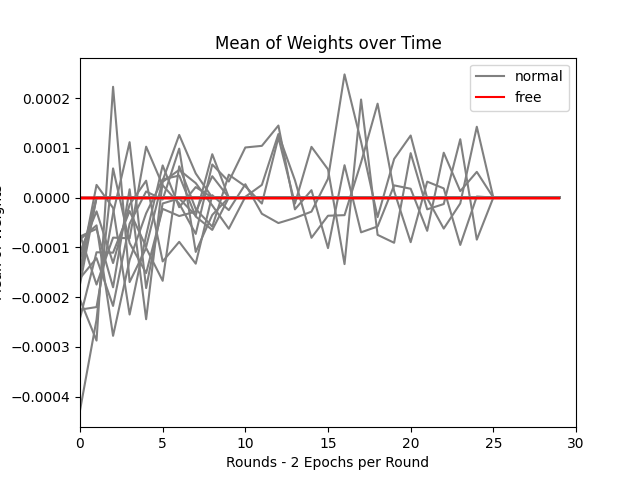 Mean of Weights over Time
normal
free
0.0002
0.0001
0.0000
−0.0001
−0.0002
−0.0003
−0.0004
0 5 10 15 20 25 30
Rounds - 2 Epochs per Round